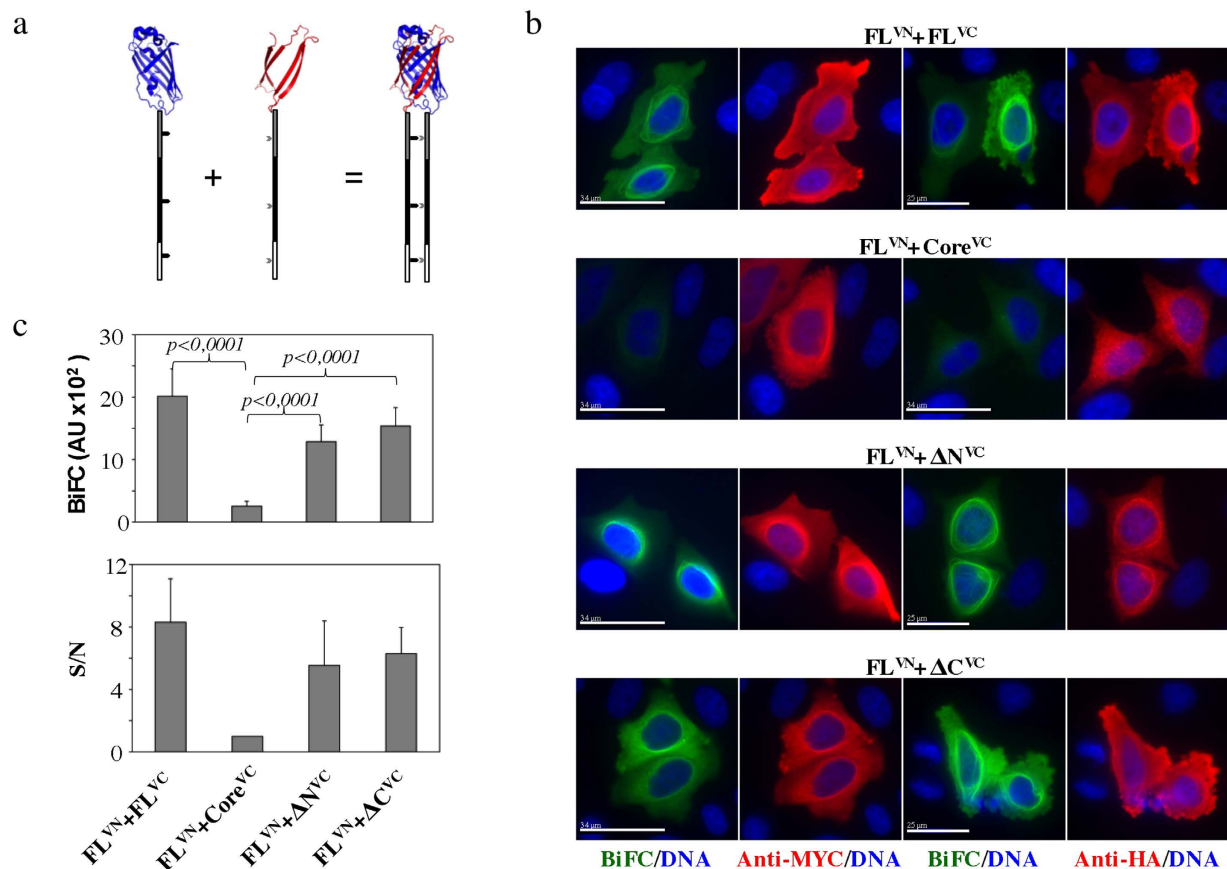 a
+
=
b
FL^VN+FL^VC
34 µm
25 µm
FL^VN+Core^VC
34 µm
25 µm
FL^VN+ΔN^VC
34 µm
25 µm
FL^VN+ΔC^VC
34 µm
25 µm
BiFC/DNA
Anti-MYC/DNA
BiFC/DNA
Anti-HA/DNA
c
BiFC (AU x10²)
30
20
10
0
p<0,0001
p<0,0001
p<0,0001
S/N
12
8
4
0
FL^VN+FL^VC
FL^VN+Core^VC
FL^VN+ΔN^VC
FL^VN+ΔC^VC